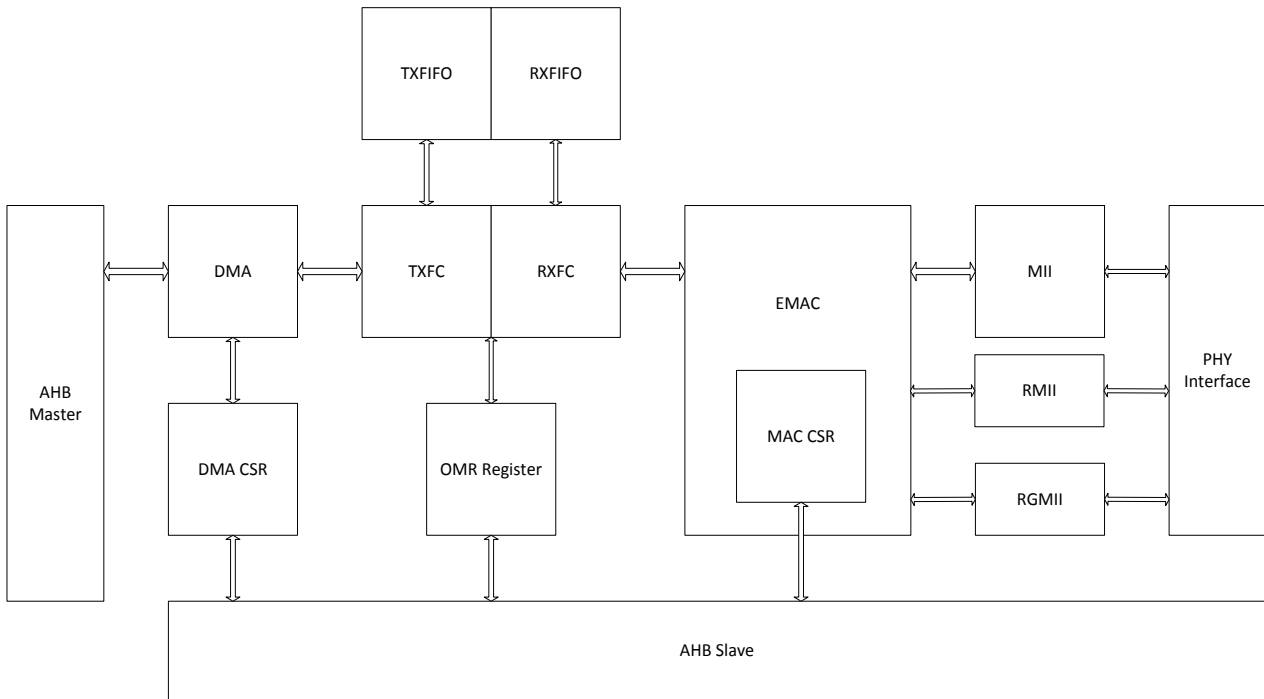 TXFIFO
RXFIFO
AHB
Master
DMA
TXFC
RXFC
EMAC
MII
PHY
Interface
RMII
DMA CSR
OMR Register
MAC CSR
RGMII
AHB Slave